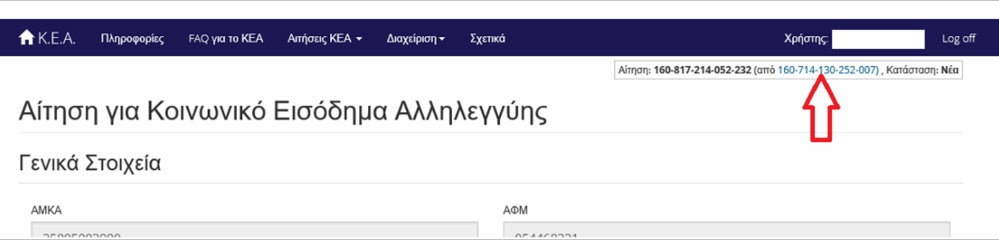 Κ.Ε.Α. Πληροφορίες FAQ για το ΚΕΑ Αιτήσεις ΚΕΑ Διαχείριση Σχετικά Χρήστης: Log off
Αίτηση: 160-817-214-052-232 (από 160-714-130-252-007) , Κατάσταση: Νέα
Αίτηση για Κοινωνικό Εισόδημα Αλληλεγγύης
Γενικά Στοιχεία
ΑΜΚΑ ΑΦΜ